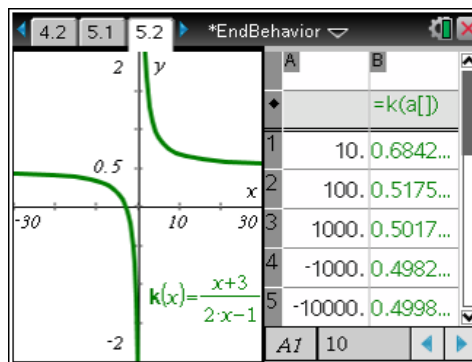 4.2 5.1 5.2 *EndBehavior
2 y
0.5
x
-30 10 30
k(x)= x+3
2·x-1
-2
A B
◆ =k(a[])
1 10. 0.6842...
2 100. 0.5175...
3 1000. 0.5017...
4 -1000. 0.4982...
5 -10000. 0.4998...
A1 10